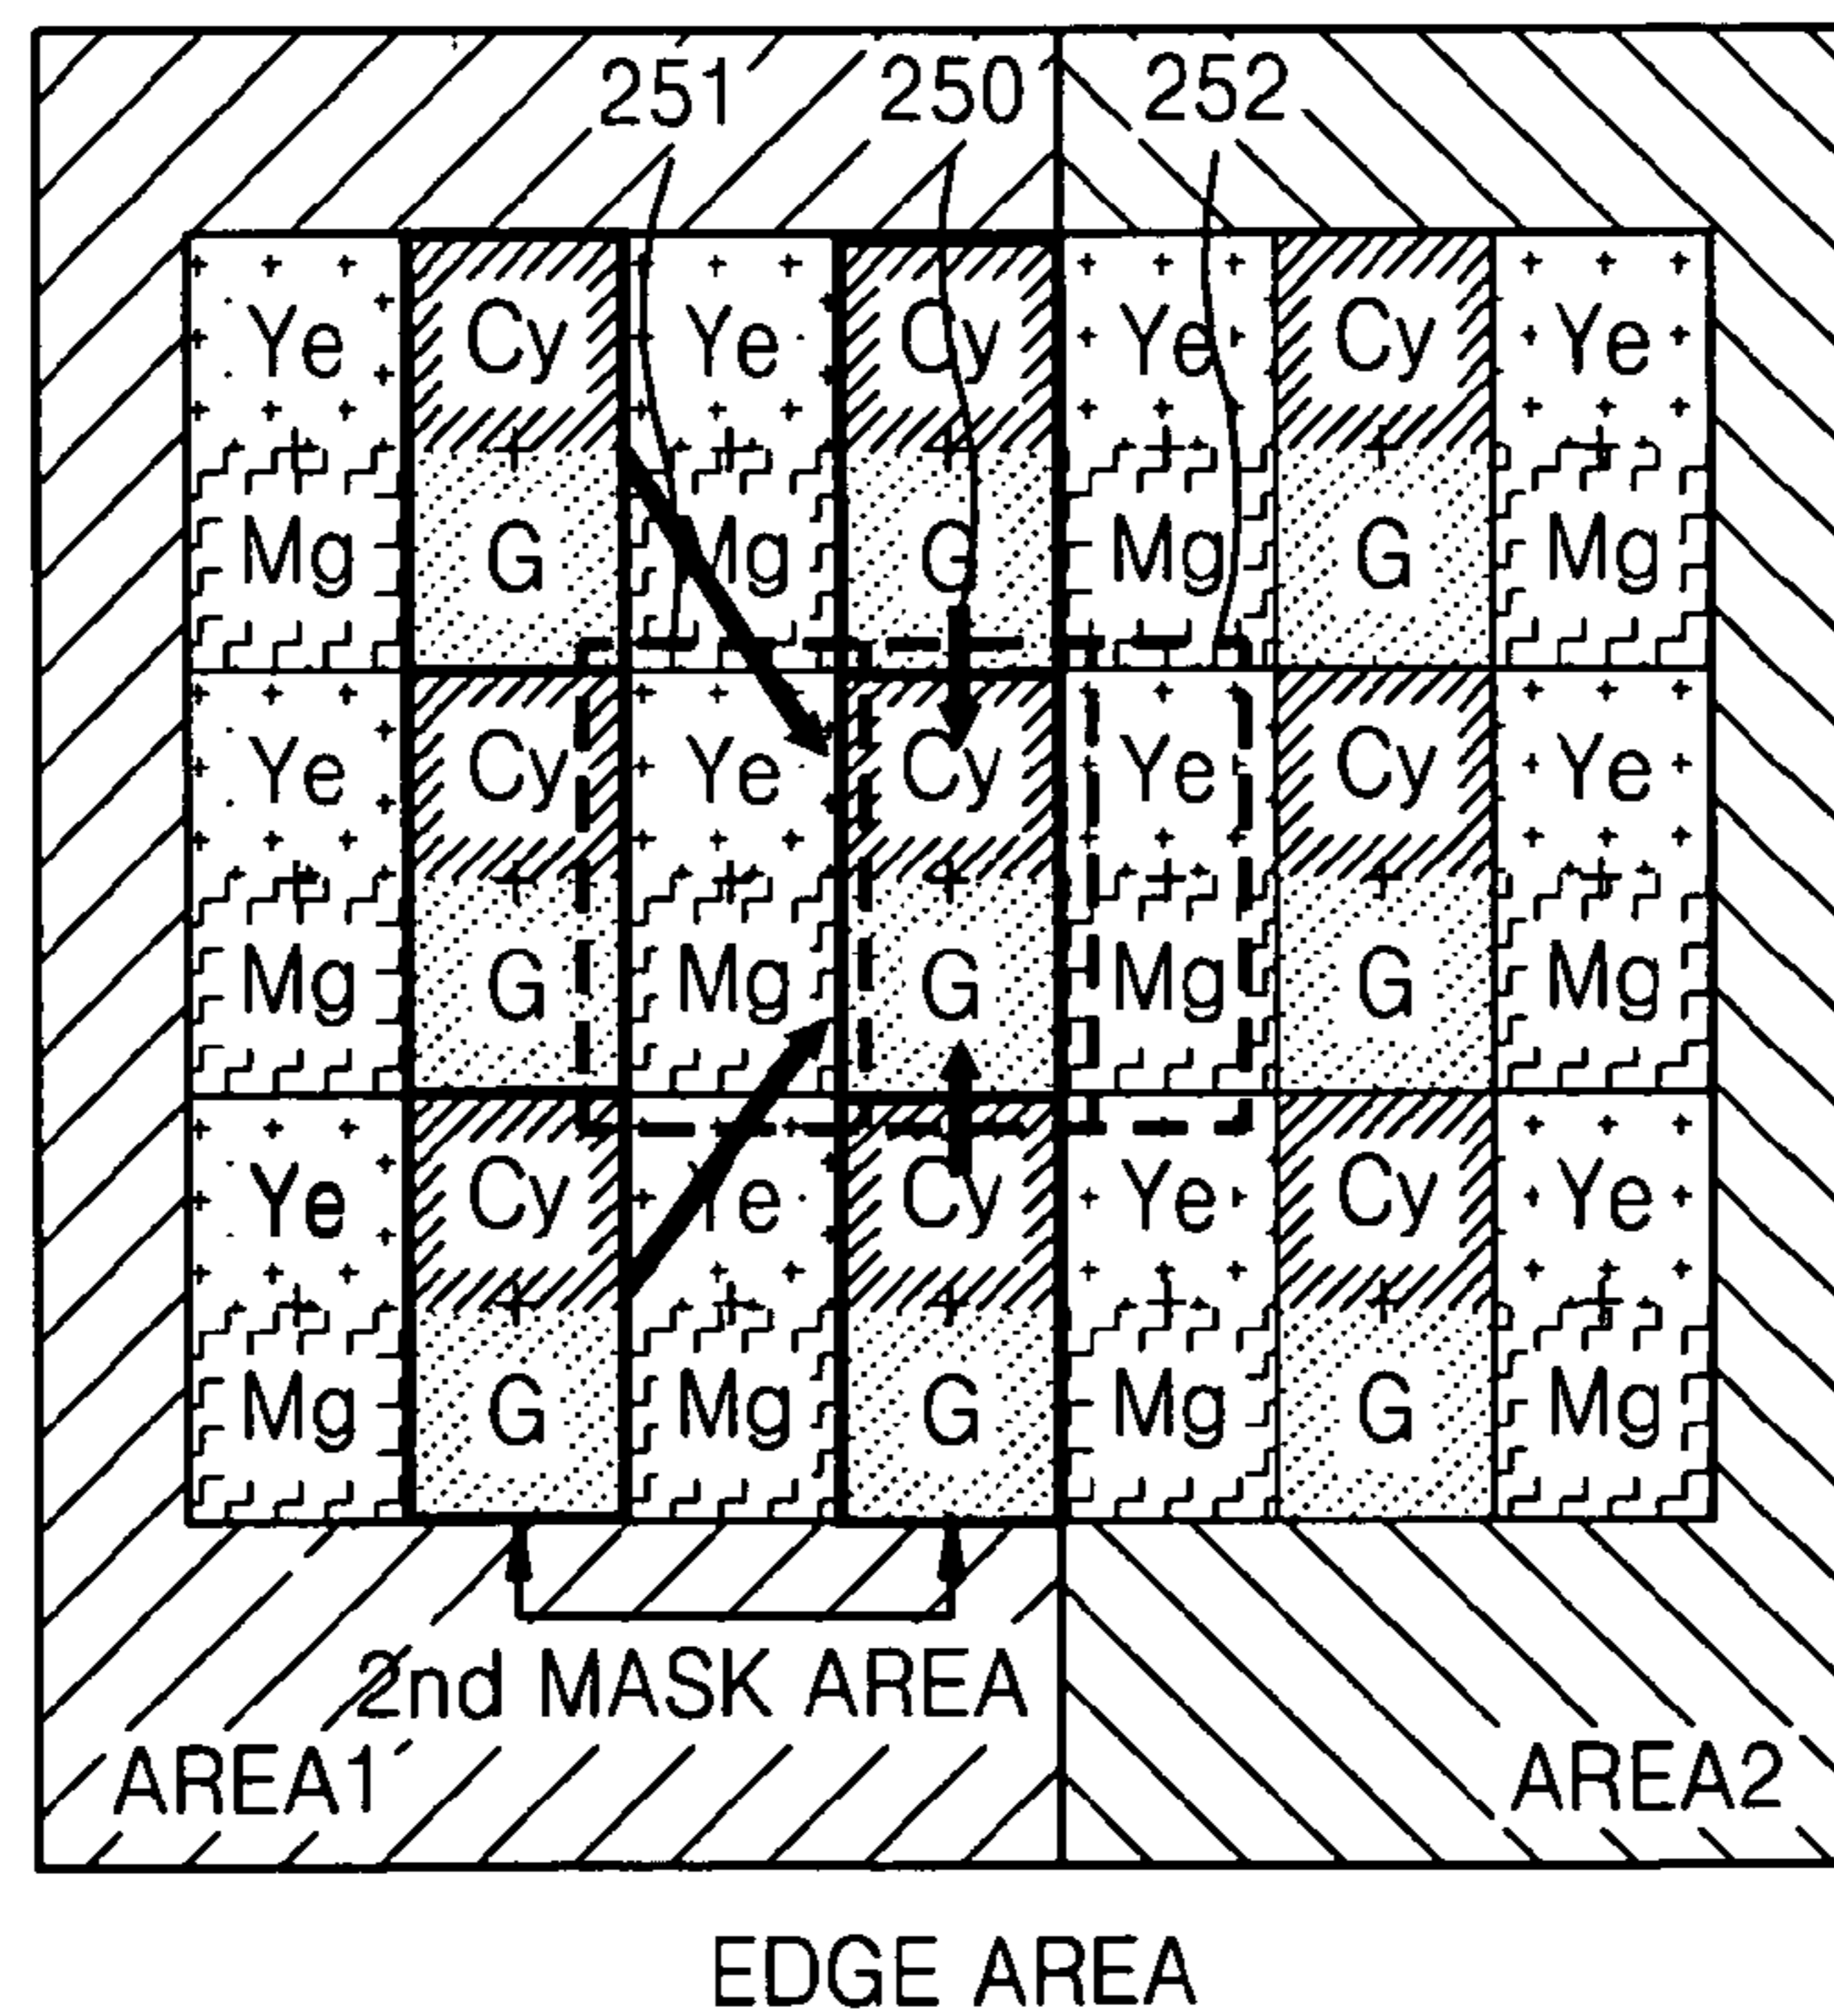 251 250 252
Ye Cy Ye Cy Ye Cy Ye
+ + + + + + +
Mg G Mg G Mg G Mg
Ye Cy Ye Cy Ye Cy Ye
+ + + + + + +
Mg G Mg G Mg G Mg
Ye Cy Ye Cy Ye Cy Ye
+ + + + + + +
Mg G Mg G Mg G Mg
2nd MASK AREA
AREA1 AREA2
EDGE AREA